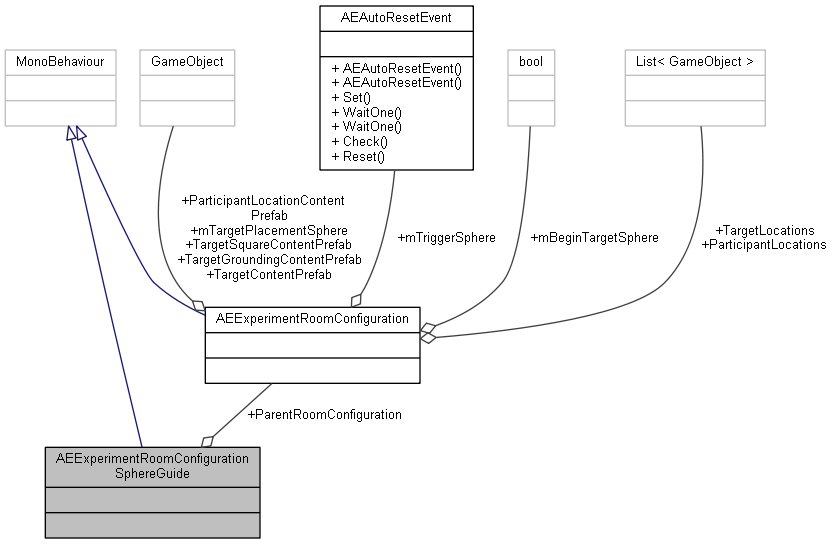 MonoBehaviour
GameObject
AEAutoResetEvent
+ AEAutoResetEvent()
+ AEAutoResetEvent()
+ Set()
+ WaitOne()
+ WaitOne()
+ Check()
+ Reset()
bool
List< GameObject >
+ParticipantLocationContent
Prefab
+mTargetPlacementSphere
+TargetSquareContentPrefab
+TargetGroundingContentPrefab
+TargetContentPrefab
+mTriggerSphere
+mBeginTargetSphere
+TargetLocations
+ParticipantLocations
AEExperimentRoomConfiguration
+ParentRoomConfiguration
AEExperimentRoomConfiguration
SphereGuide